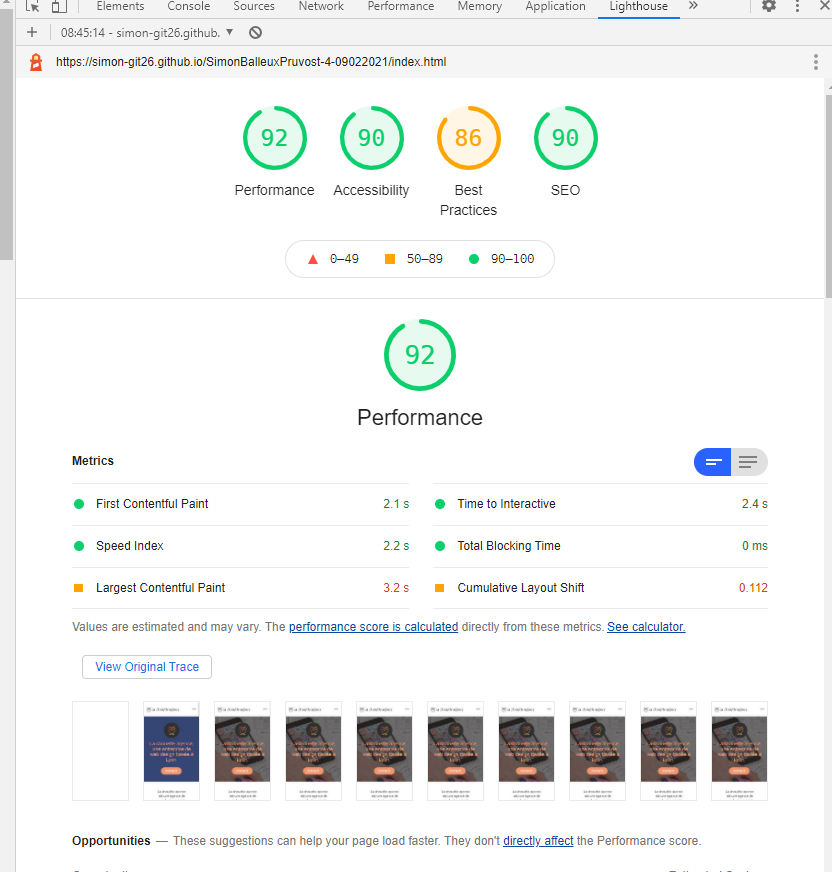 Elements Console Sources Network Performance Memory Application Lighthouse »
+ 08:45:14 - simon-git26.github. ▼
https://simon-git26.github.io/SimonBalleuxPruvost-4-09022021/index.html
92 90 86 90
Performance Accessibility Best Practices SEO
0–49 50–89 90–100
92
Performance
Metrics
First Contentful Paint 2.1 s Time to Interactive 2.4 s
Speed Index 2.2 s Total Blocking Time 0 ms
Largest Contentful Paint 3.2 s Cumulative Layout Shift 0.112
Values are estimated and may vary. The performance score is calculated directly from these metrics. See calculator.
View Original Trace
Opportunities — These suggestions can help your page load faster. They don't directly affect the Performance score.